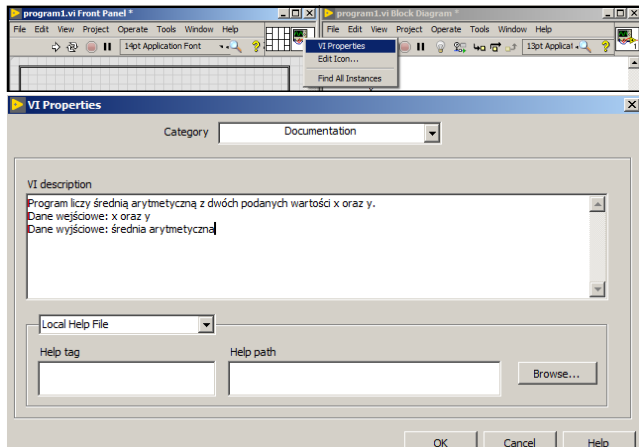 program1.vi Front Panel *
program1.vi Block Diagram *
File Edit View Project Operate Tools Window Help
File Edit View Project Operate Tools Window Help
14pt Application Font
13pt Applicat
VI Properties
Edit Icon...
Find All Instances
VI Properties
Category Documentation
VI description
Program liczy średnią arytmetyczną z dwóch podanych wartości x oraz y.
Dane wejściowe: x oraz y
Dane wyjściowe: średnia arytmetyczna
Local Help File
Help tag Help path
Browse...
OK Cancel Help